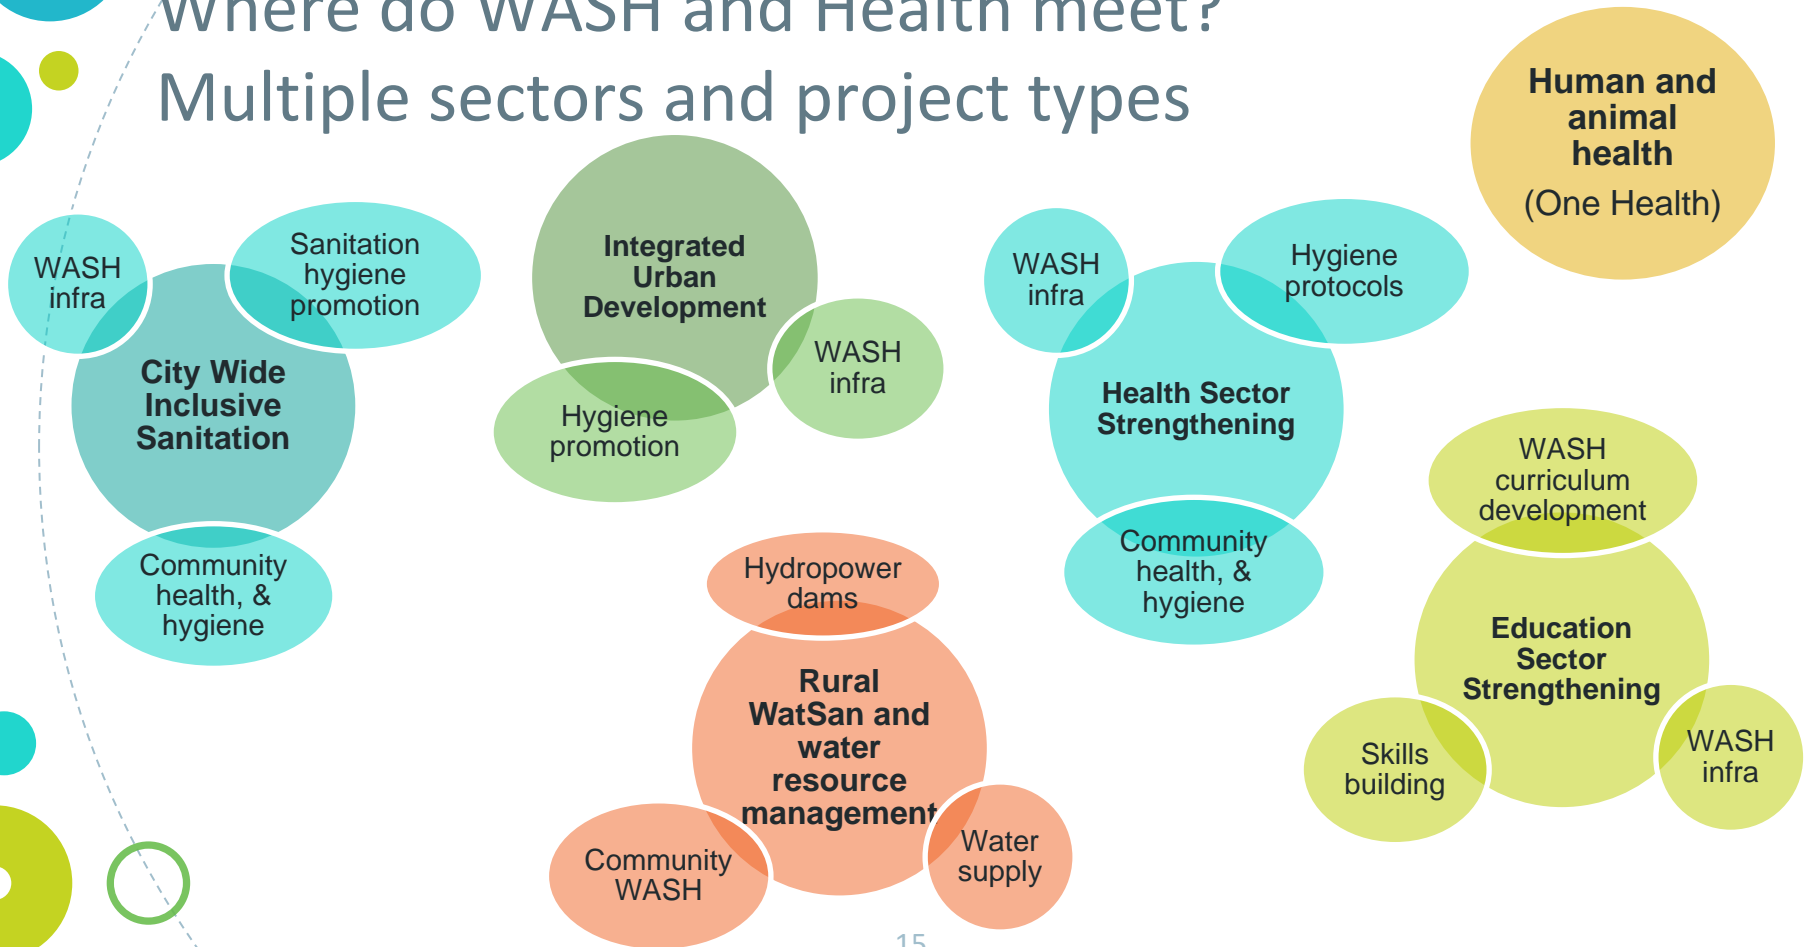 Where do WASH and Health meet?
Multiple sectors and project types
Human and
animal
health
(One Health)
WASH
infra
Sanitation
hygiene
promotion
City Wide
Inclusive
Sanitation
Community
health, &
hygiene
Integrated
Urban
Development
WASH
infra
Hygiene
promotion
WASH
infra
Hygiene
protocols
Health Sector
Strengthening
Community
health, &
hygiene
Hydropower
dams
Rural
WatSan and
water
resource
management
Community
WASH
Water
supply
WASH
curriculum
development
Education
Sector
Strengthening
Skills
building
WASH
infra
15